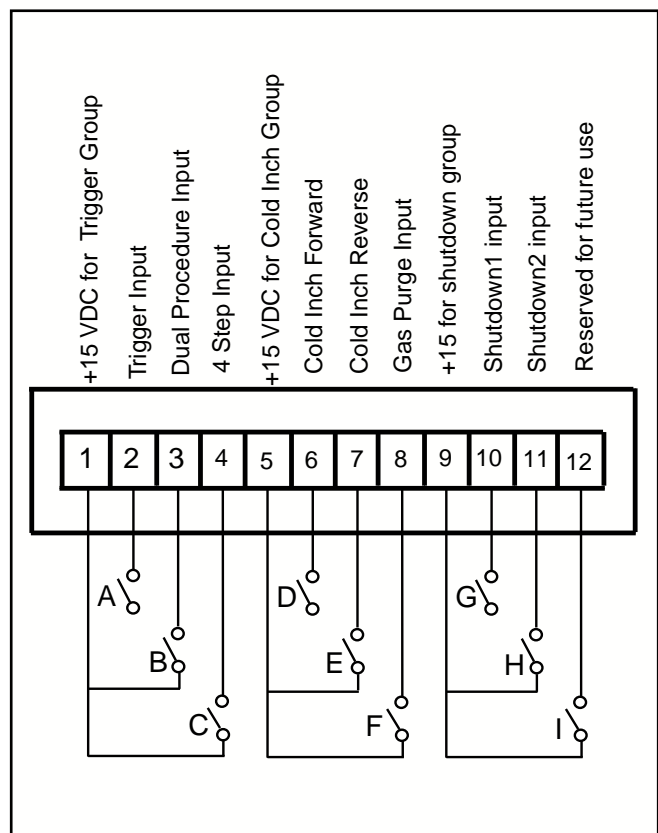 +15 VDC for Trigger Group
Trigger Input
Dual Procedure Input
4 Step Input
+15 VDC for Cold Inch Group
Cold Inch Forward
Cold Inch Reverse
Gas Purge Input
+15 for shutdown group
Shutdown1 input
Shutdown2 input
Reserved for future use
1 2 3 4 5 6 7 8 9 10 11 12
A D G
B E H
C F I